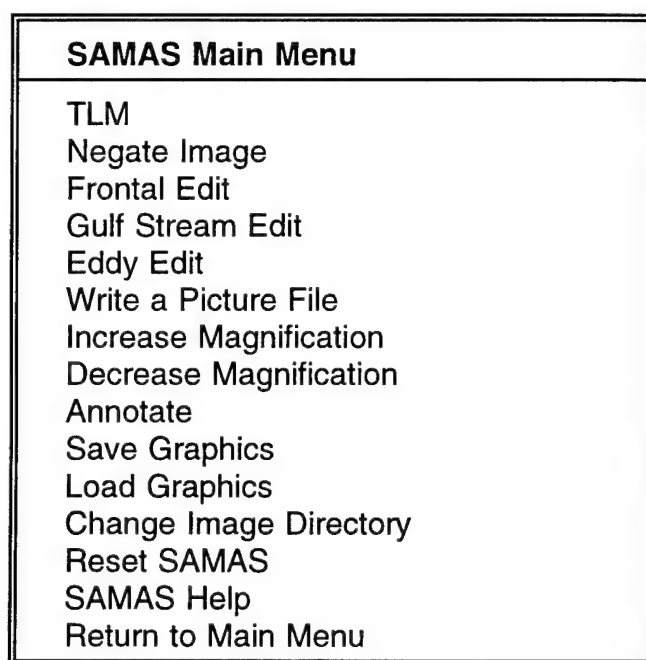 SAMAS Main Menu
TLM
Negate Image
Frontal Edit
Gulf Stream Edit
Eddy Edit
Write a Picture File
Increase Magnification
Decrease Magnification
Annotate
Save Graphics
Load Graphics
Change Image Directory
Reset SAMAS
SAMAS Help
Return to Main Menu